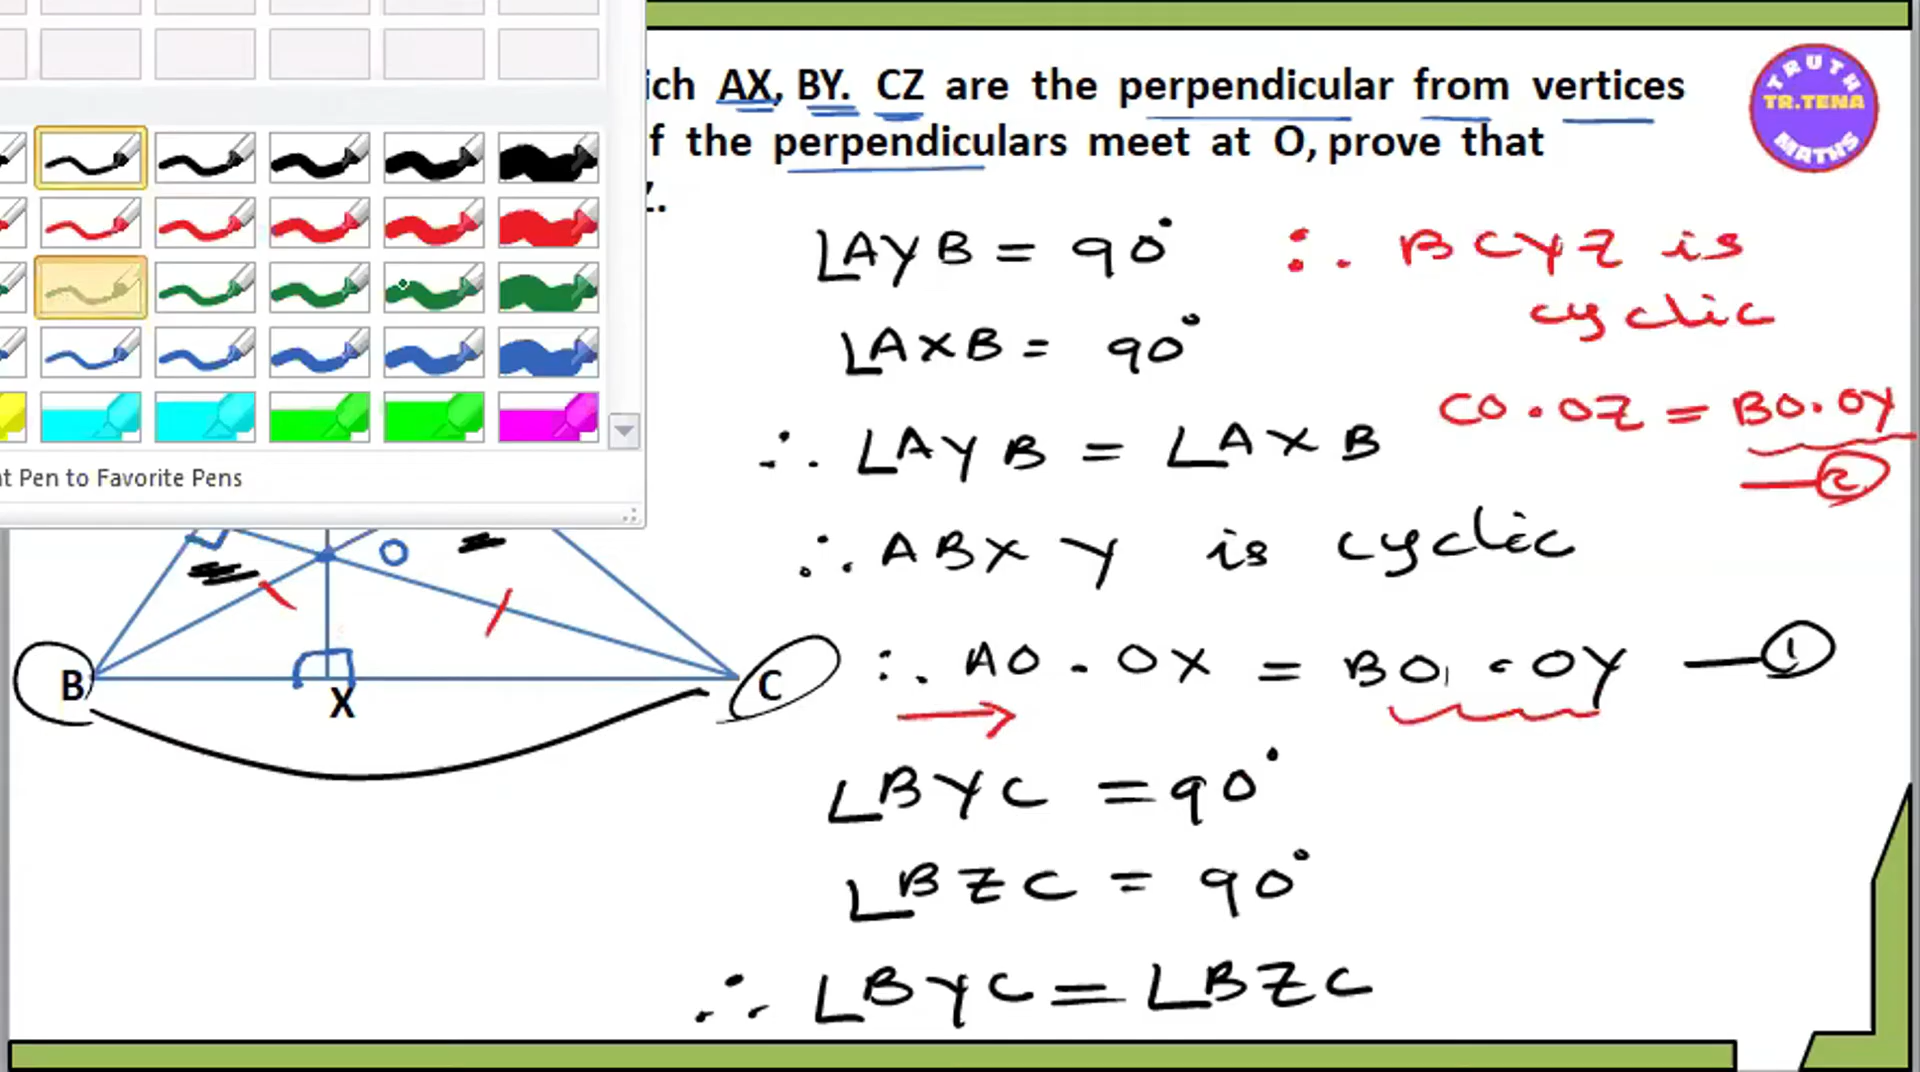 ich AX, BY. CZ are the perpendicular from vertices
f the perpendiculars meet at O, prove that
Z.
TRUTH
TR.TENA
MATHS
∠AYB = 90°
∴ BCYZ is
cyclic
∠AXB = 90°
CO . OZ = BO . OY
2
∴ ∠AYB = ∠AXB
t Pen to Favorite Pens
∴ ABXY is cyclic
O
B
X
C
∴ AO . OX = BO . OY — 1
∠BYC = 90°
∠BZC = 90°
∴ ∠BYC = ∠BZC